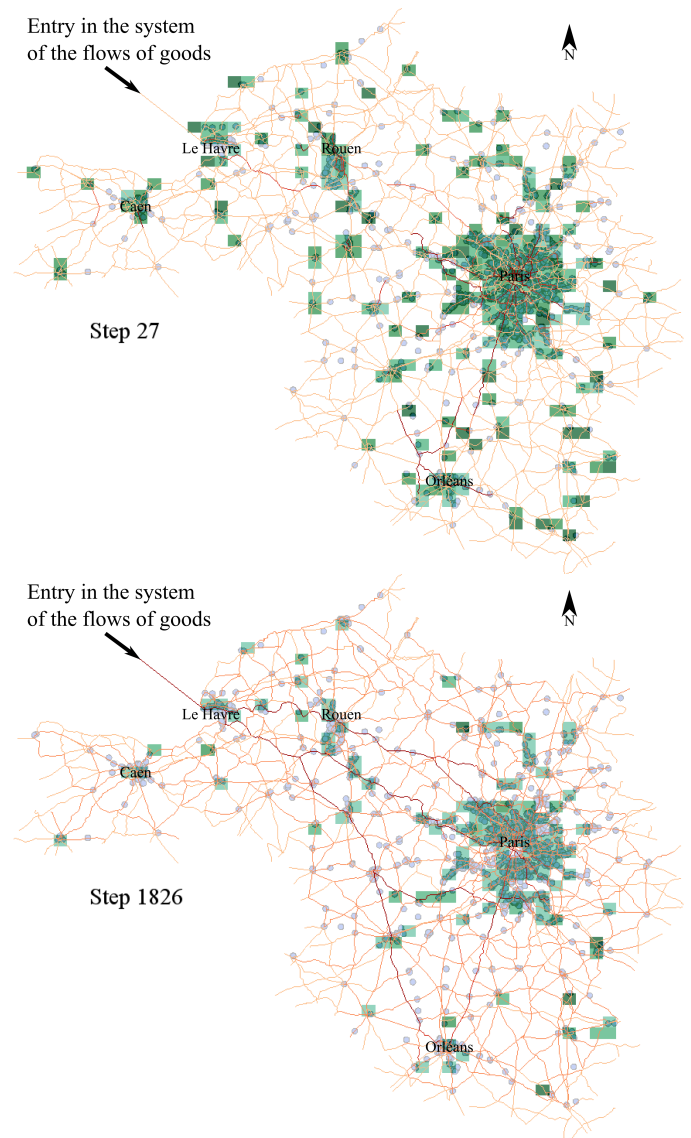 Entry in the system
of the flows of goods
N
Le Havre
Rouen
Caen
Paris
Step 27
Orléans
Entry in the system
of the flows of goods
N
Le Havre
Rouen
Caen
Paris
Step 1826
Orléans